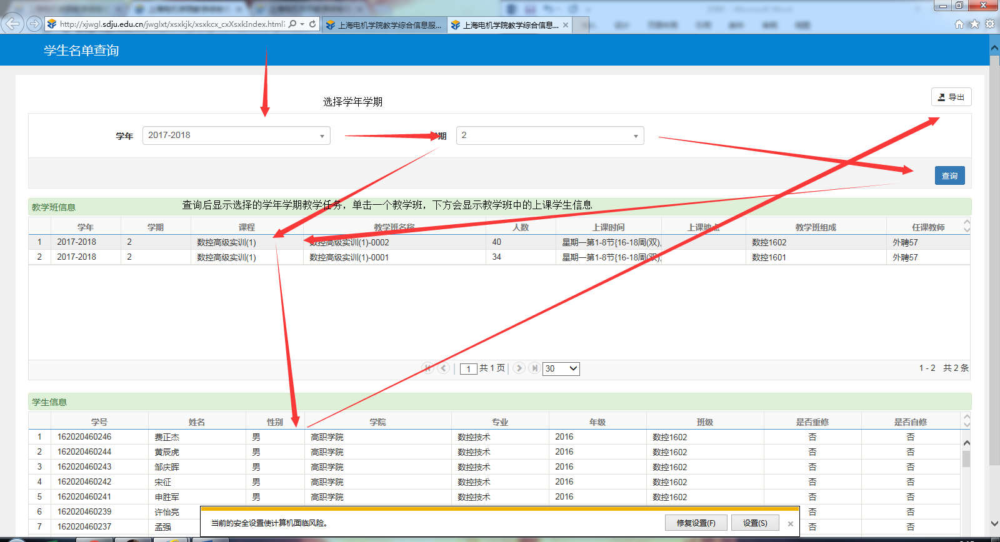 http://xjwgl.sdju.edu.cn/jwglxt/xsxkjk/xsxkcx_cxXsxkIndex.html?
上海电机学院教学综合信息服...
上海电机学院教学综合信息...
学生名单查询
导出
选择学年学期
学年 2017-2018 期 2
查询
教学班信息
查询后显示选择的学年学期教学任务，单击一个教学班，下方会显示教学班中的上课学生信息
学年 学期 课程 教学班名称 人数 上课时间 上课地点 教学班组成 任课教师
1 2017-2018 2 数控高级实训(1) 数控高级实训(1)-0002 40 星期一第1-8节{16-18周(双), 数控1602 外聘57
2 2017-2018 2 数控高级实训(1) 数控高级实训(1)-0001 34 星期一第1-8节{16-18周(双), 数控1601 外聘57
1 共 1 页 30 1 - 2 共 2 条
学生信息
学号 姓名 性别 学院 专业 年级 班级 是否重修 是否自修
1 162020460246 费正杰 男 高职学院 数控技术 2016 数控1602 否 否
2 162020460244 黄辰虎 男 高职学院 数控技术 2016 数控1602 否 否
3 162020460243 邹庆晖 男 高职学院 数控技术 2016 数控1602 否 否
4 162020460242 宋征 男 高职学院 数控技术 2016 数控1602 否 否
5 162020460241 申胜军 男 高职学院 数控技术 2016 数控1602 否 否
6 162020460239 许怡亮 否 否
7 162020460237 孟强 否 否
当前的安全设置使计算机面临风险。 修复设置(F) 设置(S)